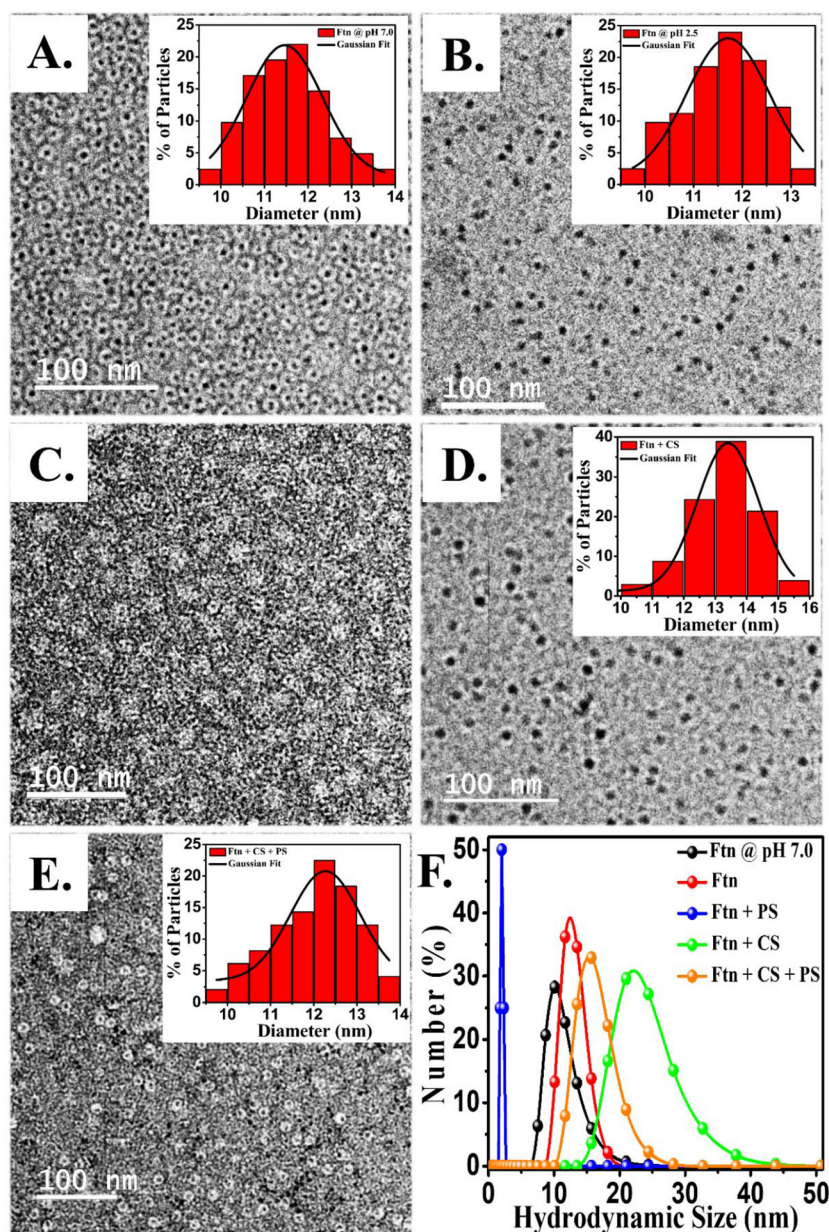 A.
Ftn @ pH 7.0
Gaussian Fit
% of Particles
25
20
15
10
5
0
10 11 12 13 14
Diameter (nm)
100 nm
B.
Ftn @ pH 2.5
Gaussian Fit
% of Particles
25
20
15
10
5
0
10 11 12 13
Diameter (nm)
100 nm
C.
100 nm
D.
Ftn + CS
Gaussian Fit
% of Particles
40
30
20
10
0
10 11 12 13 14 15 16
Diameter (nm)
100 nm
E.
Ftn + CS + PS
Gaussian Fit
% of Particles
25
20
15
10
5
0
10 11 12 13 14
Diameter (nm)
100 nm
F.
Ftn @ pH 7.0
Ftn
Ftn + PS
Ftn + CS
Ftn + CS + PS
Number (%)
50
40
30
20
10
0
0 10 20 30 40 50
Hydrodynamic Size (nm)